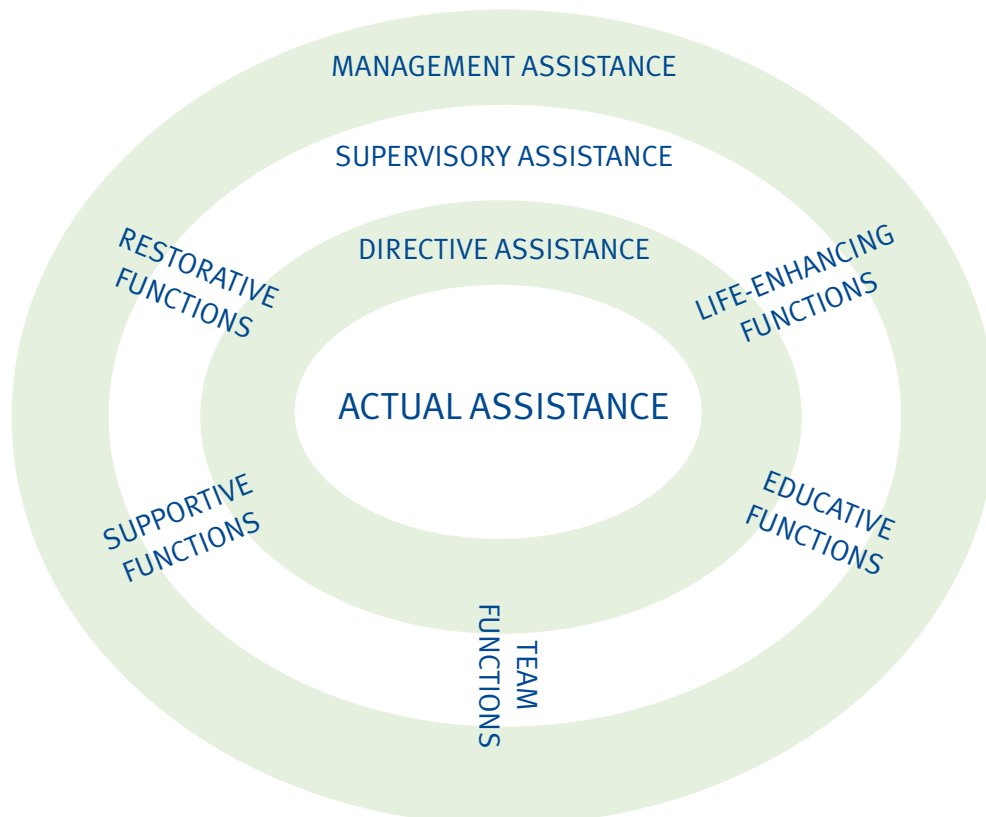 MANAGEMENT ASSISTANCE
SUPERVISORY ASSISTANCE
DIRECTIVE ASSISTANCE
RESTORATIVE
FUNCTIONS
LIFE-ENHANCING
FUNCTIONS
ACTUAL ASSISTANCE
SUPPORTIVE
FUNCTIONS
EDUCATIVE
FUNCTIONS
TEAM
FUNCTIONS